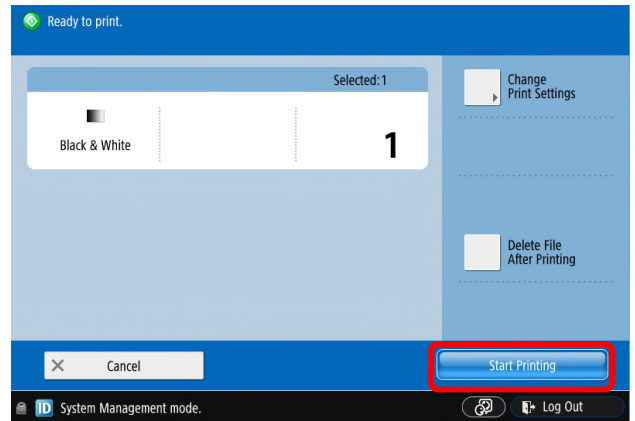 Ready to print.
Selected:1
Black & White
1
Change
Print Settings
Delete File
After Printing
Cancel
Start Printing
ID System Management mode.
Log Out